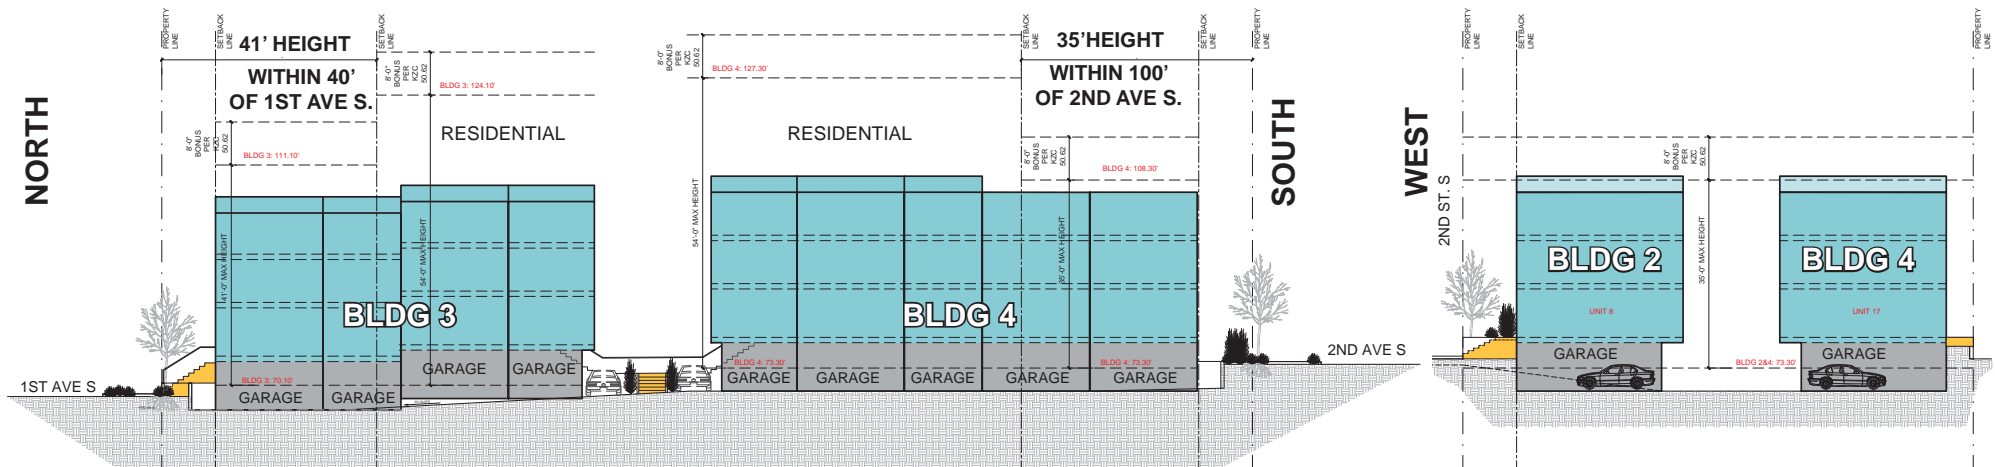 NORTH
PROPERTY
LINE
SETBACK
LINE
41' HEIGHT
WITHIN 40'
OF 1ST AVE S.
SETBACK
LINE
8'-0"
BONUS
PER
KZC
50.62
BLDG 3: 124.10'
8'-0"
BONUS
PER
KZC
50.62
BLDG 3: 111.10'
RESIDENTIAL
41'-0" MAX HEIGHT
54'-0" MAX HEIGHT
BLDG 3
BLDG 3: 70.10'
GARAGE
GARAGE
GARAGE
GARAGE
1ST AVE S
8'-0"
BONUS
PER
KZC
50.62
BLDG 4: 127.30'
RESIDENTIAL
54'-0" MAX HEIGHT
SETBACK
LINE
35'HEIGHT
WITHIN 100'
OF 2ND AVE S.
SETBACK
LINE
PROPERTY
LINE
8'-0"
BONUS
PER
KZC
50.62
BLDG 4: 108.30'
35'-0" MAX HEIGHT
BLDG 4
BLDG 4: 73.30'
BLDG 4: 73.30'
GARAGE
GARAGE
GARAGE
GARAGE
GARAGE
2ND AVE S
SOUTH
WEST
2ND ST. S
PROPERTY
LINE
SETBACK
LINE
PROPERTY
LINE
8'-0"
BONUS
PER
KZC
50.62
35'-0" MAX HEIGHT
BLDG 2
UNIT 8
GARAGE
BLDG 4
UNIT 17
GARAGE
BLDG 2&4: 73.30'